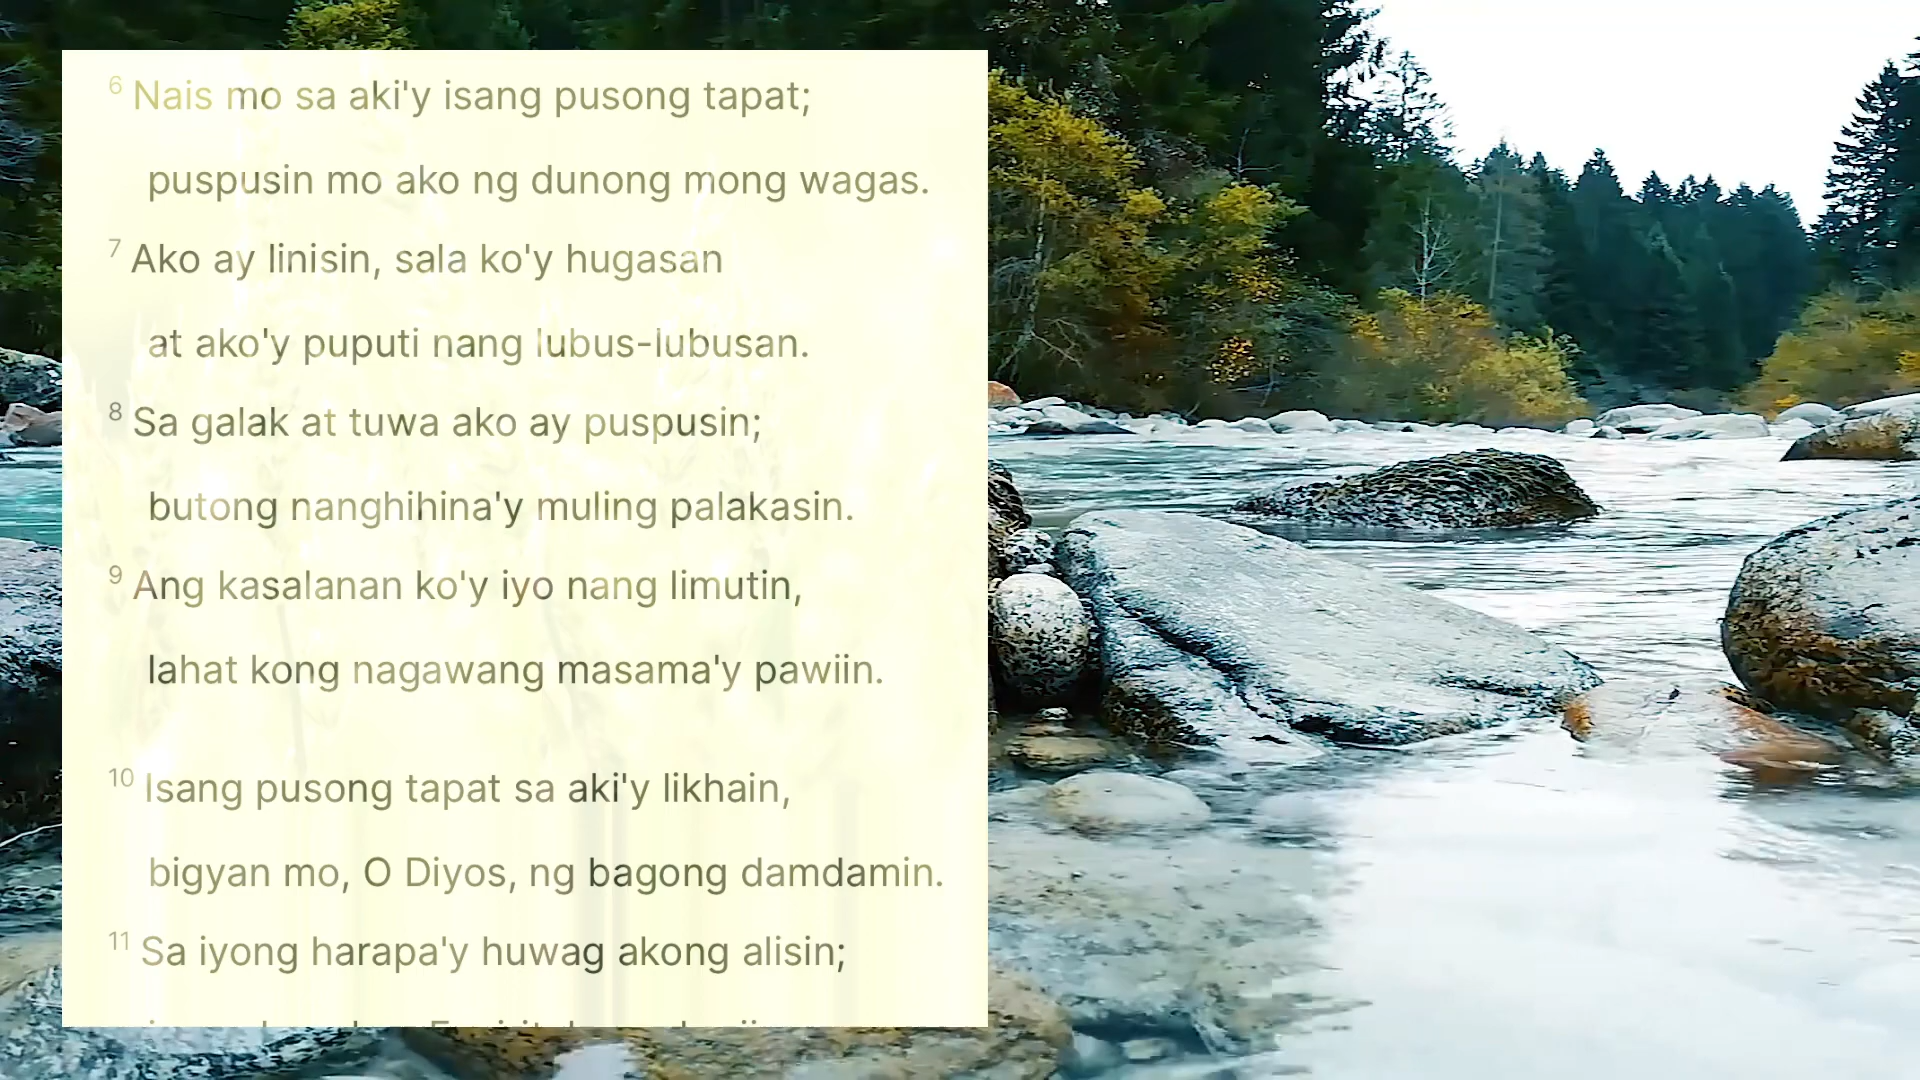 6 Nais mo sa aki'y isang pusong tapat;
puspusin mo ako ng dunong mong wagas.
7 Ako ay linisin, sala ko'y hugasan
at ako'y puputi nang lubus-lubusan.
8 Sa galak at tuwa ako ay puspusin;
butong nanghihina'y muling palakasin.
9 Ang kasalanan ko'y iyo nang limutin,
lahat kong nagawang masama'y pawiin.
10 Isang pusong tapat sa aki'y likhain,
bigyan mo, O Diyos, ng bagong damdamin.
11 Sa iyong harapa'y huwag akong alisin;